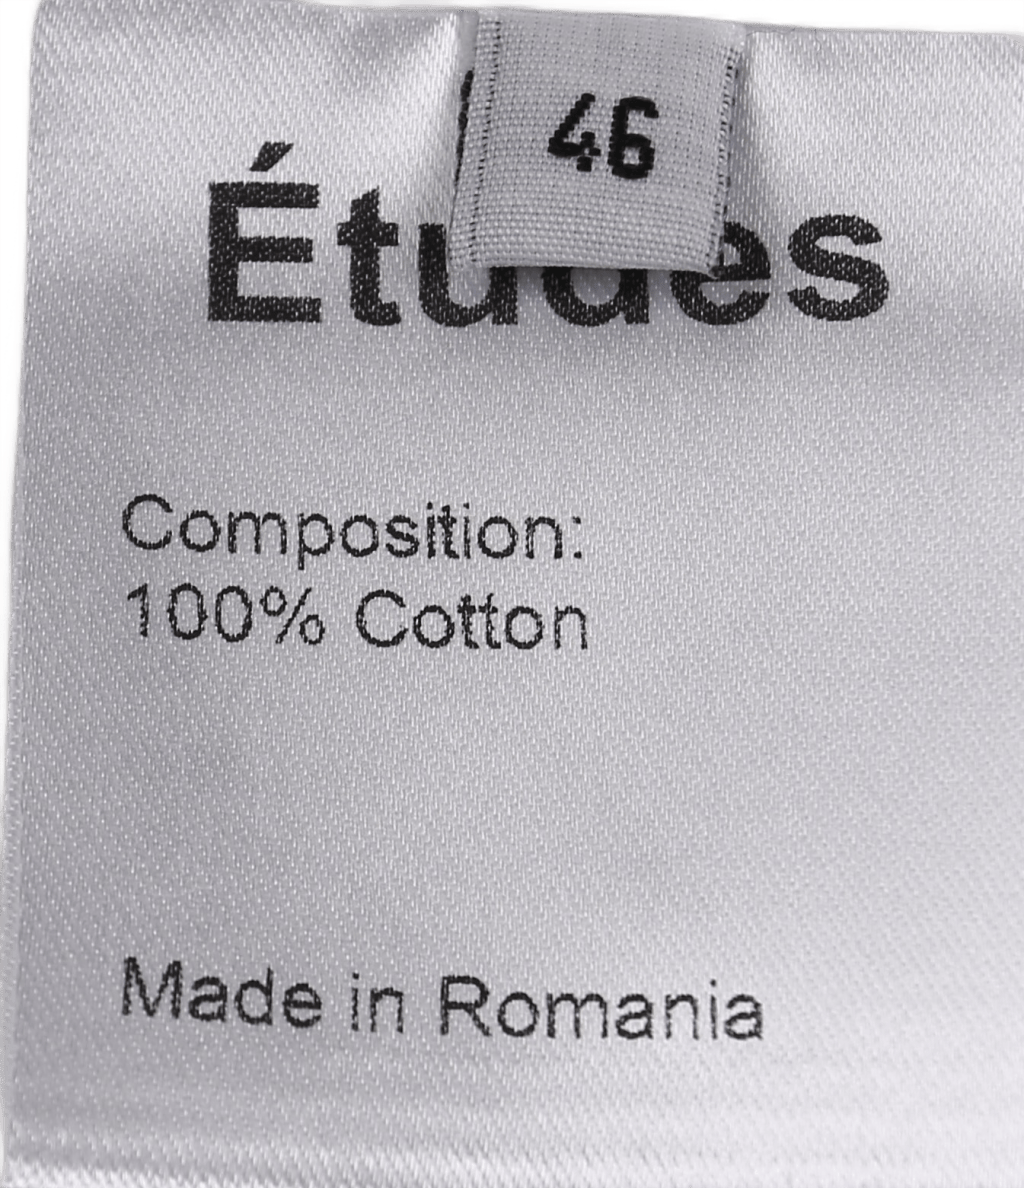 46
Études
Composition:
100% Cotton
Made in Romania